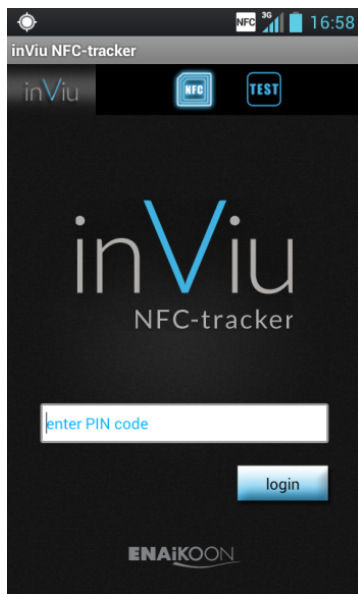 NFC 3G 16:58
inViu NFC-tracker
inViu NFC TEST
inViu
NFC-tracker
enter PIN code
login
ENAiKOON